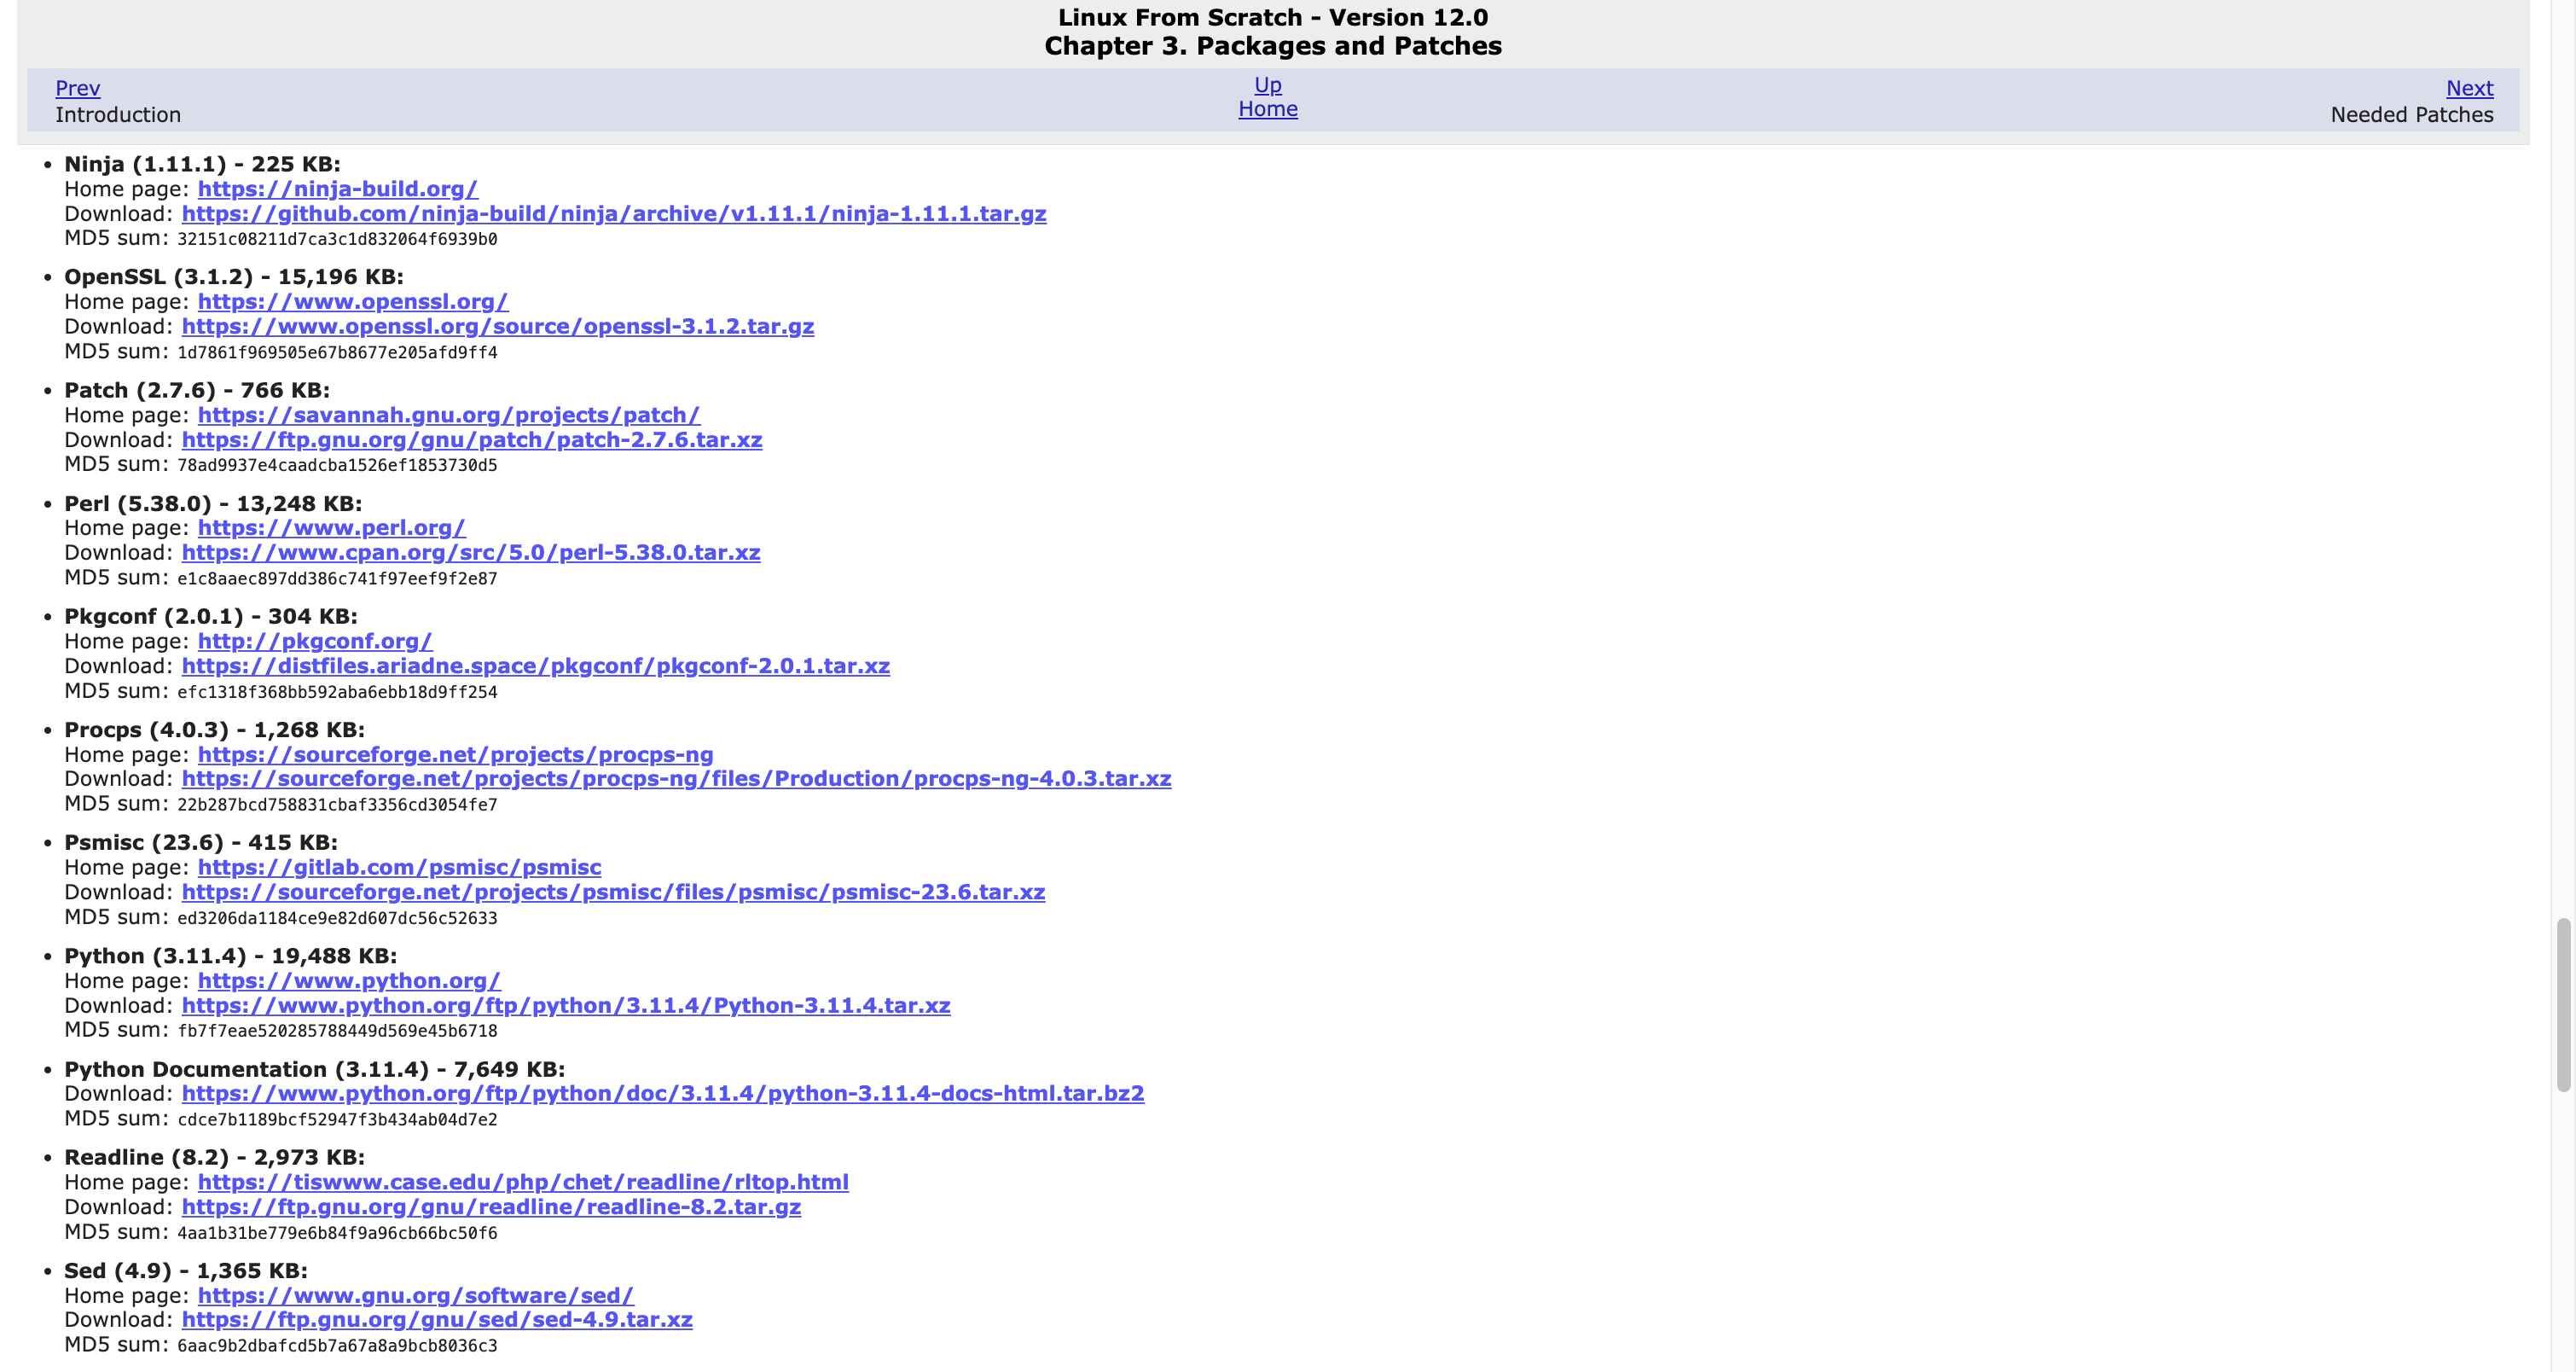 Linux From Scratch - Version 12.0
Chapter 3. Packages and Patches
Prev
Introduction
Up
Home
Next
Needed Patches
• Ninja (1.11.1) - 225 KB:
Home page: https://ninja-build.org/
Download: https://github.com/ninja-build/ninja/archive/v1.11.1/ninja-1.11.1.tar.gz
MD5 sum: 32151c08211d7ca3c1d832064f6939b0
• OpenSSL (3.1.2) - 15,196 KB:
Home page: https://www.openssl.org/
Download: https://www.openssl.org/source/openssl-3.1.2.tar.gz
MD5 sum: 1d7861f969505e67b8677e205afd9ff4
• Patch (2.7.6) - 766 KB:
Home page: https://savannah.gnu.org/projects/patch/
Download: https://ftp.gnu.org/gnu/patch/patch-2.7.6.tar.xz
MD5 sum: 78ad9937e4caadcba1526ef1853730d5
• Perl (5.38.0) - 13,248 KB:
Home page: https://www.perl.org/
Download: https://www.cpan.org/src/5.0/perl-5.38.0.tar.xz
MD5 sum: e1c8aaec897dd386c741f97eef9f2e87
• Pkgconf (2.0.1) - 304 KB:
Home page: http://pkgconf.org/
Download: https://distfiles.ariadne.space/pkgconf/pkgconf-2.0.1.tar.xz
MD5 sum: efc1318f368bb592aba6ebb18d9ff254
• Procps (4.0.3) - 1,268 KB:
Home page: https://sourceforge.net/projects/procps-ng
Download: https://sourceforge.net/projects/procps-ng/files/Production/procps-ng-4.0.3.tar.xz
MD5 sum: 22b287bcd758831cbaf3356cd3054fe7
• Psmisc (23.6) - 415 KB:
Home page: https://gitlab.com/psmisc/psmisc
Download: https://sourceforge.net/projects/psmisc/files/psmisc/psmisc-23.6.tar.xz
MD5 sum: ed3206da1184ce9e82d607dc56c52633
• Python (3.11.4) - 19,488 KB:
Home page: https://www.python.org/
Download: https://www.python.org/ftp/python/3.11.4/Python-3.11.4.tar.xz
MD5 sum: fb7f7eae520285788449d569e45b6718
• Python Documentation (3.11.4) - 7,649 KB:
Download: https://www.python.org/ftp/python/doc/3.11.4/python-3.11.4-docs-html.tar.bz2
MD5 sum: cdce7b1189bcf52947f3b434ab04d7e2
• Readline (8.2) - 2,973 KB:
Home page: https://tiswww.case.edu/php/chet/readline/rltop.html
Download: https://ftp.gnu.org/gnu/readline/readline-8.2.tar.gz
MD5 sum: 4aa1b31be779e6b84f9a96cb66bc50f6
• Sed (4.9) - 1,365 KB:
Home page: https://www.gnu.org/software/sed/
Download: https://ftp.gnu.org/gnu/sed/sed-4.9.tar.xz
MD5 sum: 6aac9b2dbafcd5b7a67a8a9bcb8036c3